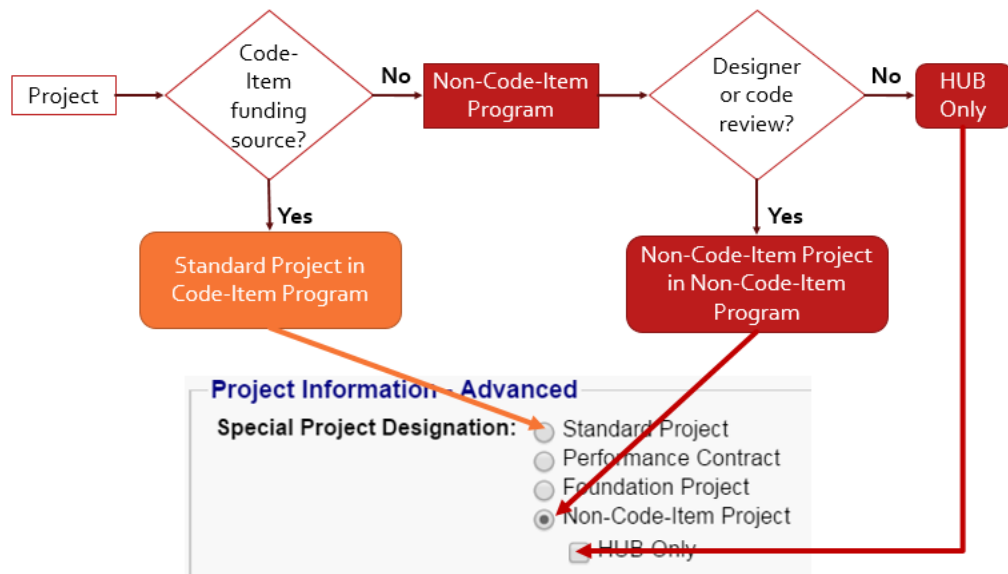 Project
Code-
Item
funding
source?
No
Non-Code-Item
Program
Designer
or code
review?
No
HUB
Only
Yes
Yes
Standard Project in
Code-Item Program
Non-Code-Item Project
in Non-Code-Item
Program
Project Information - Advanced
Special Project Designation:
Standard Project
Performance Contract
Foundation Project
Non-Code-Item Project
HUB Only